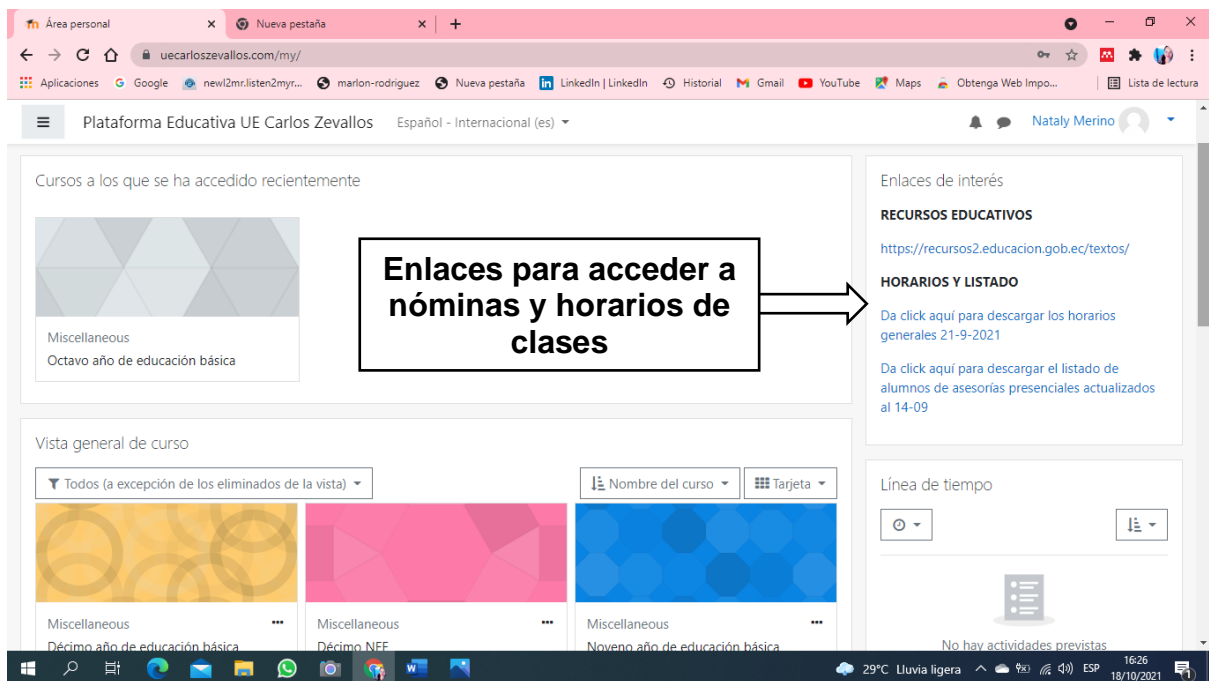 Área personal
Nueva pestaña
uecarloszevallos.com/my/
Aplicaciones
Google
newl2mr.listen2myr...
marlon-rodriguez
Nueva pestaña
LinkedIn | LinkedIn
Historial
Gmail
YouTube
Maps
Obtenga Web Impo...
Lista de lectura
Plataforma Educativa UE Carlos Zevallos
Español - Internacional (es)
Nataly Merino
Cursos a los que se ha accedido recientemente
Miscellaneous
Octavo año de educación básica
Enlaces para acceder a
nóminas y horarios de
clases
Enlaces de interés
RECURSOS EDUCATIVOS
https://recursos2.educacion.gob.ec/textos/
HORARIOS Y LISTADO
Da click aquí para descargar los horarios
generales 21-9-2021
Da click aquí para descargar el listado de
alumnos de asesorías presenciales actualizados
al 14-09
Vista general de curso
Todos (a excepción de los eliminados de la vista)
Nombre del curso
Tarjeta
Miscellaneous
Décimo año de educación básica
Miscellaneous
Décimo NEE
Miscellaneous
Noveno año de educación básica
Línea de tiempo
No hay actividades previstas
29°C Lluvia ligera
ESP
16:26
18/10/2021